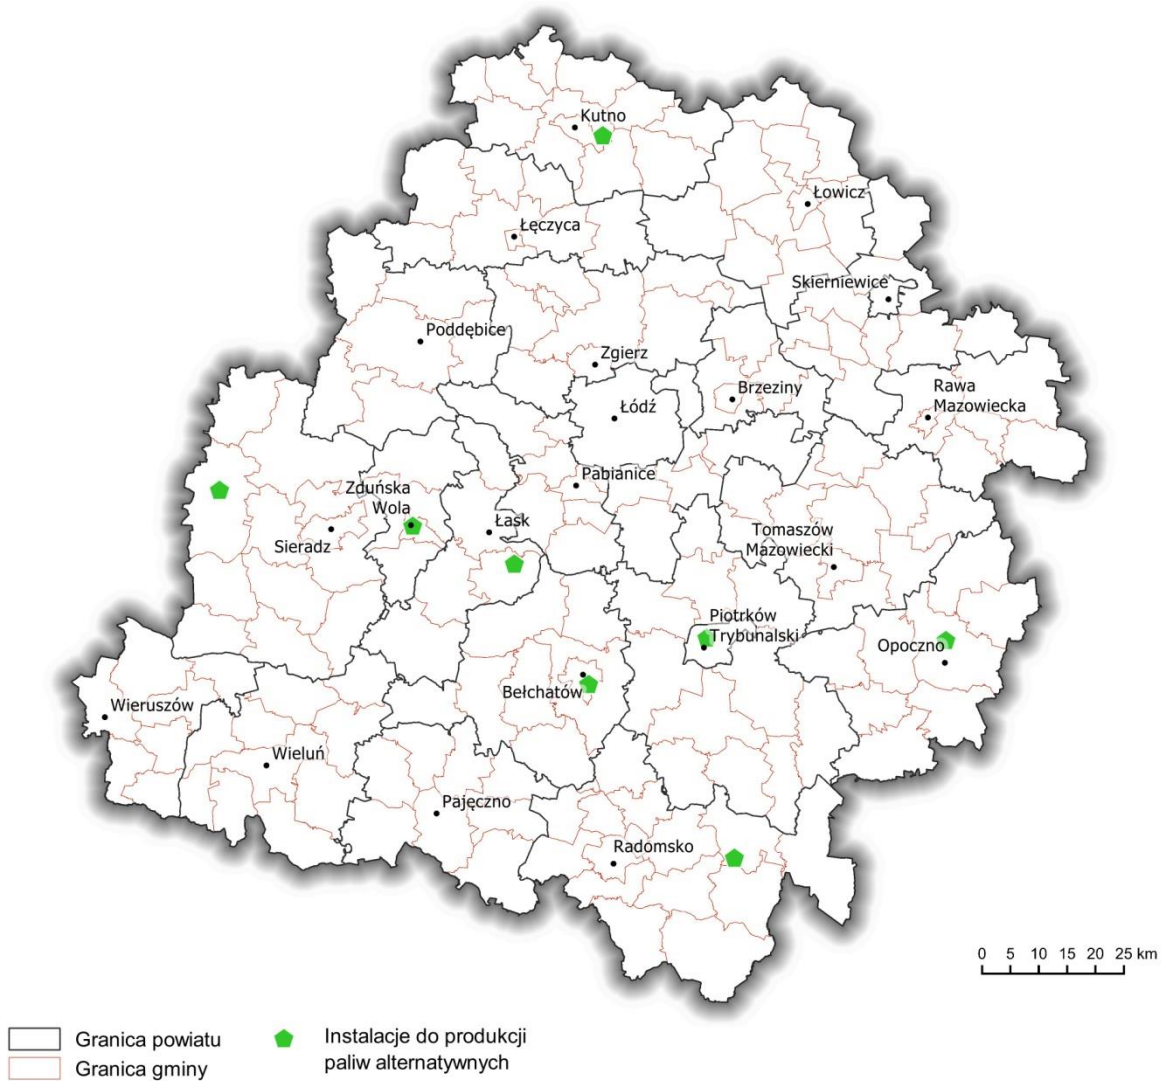 Kutno
Łowicz
Łęczyca
Skierniewice
Poddębice
Zgierz
Rawa
Mazowiecka
Brzeziny
Łódź
Pabianice
Zduńska
Wola
Łask
Sieradz
Tomaszów
Mazowiecki
Piotrków
Trybunalski
Opoczno
Bełchatów
Wieruszów
Wieluń
Pajęczno
Radomsko
0 5 10 15 20 25 km
Granica powiatu
Granica gminy
Instalacje do produkcji
paliw alternatywnych